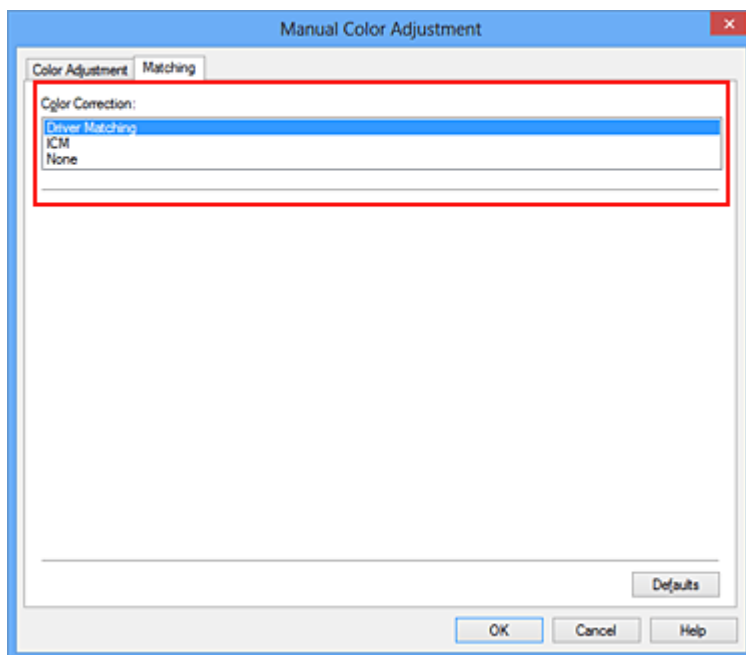 Manual Color Adjustment
Color Adjustment Matching
Color Correction:
Driver Matching
ICM
None
Defaults
OK Cancel Help